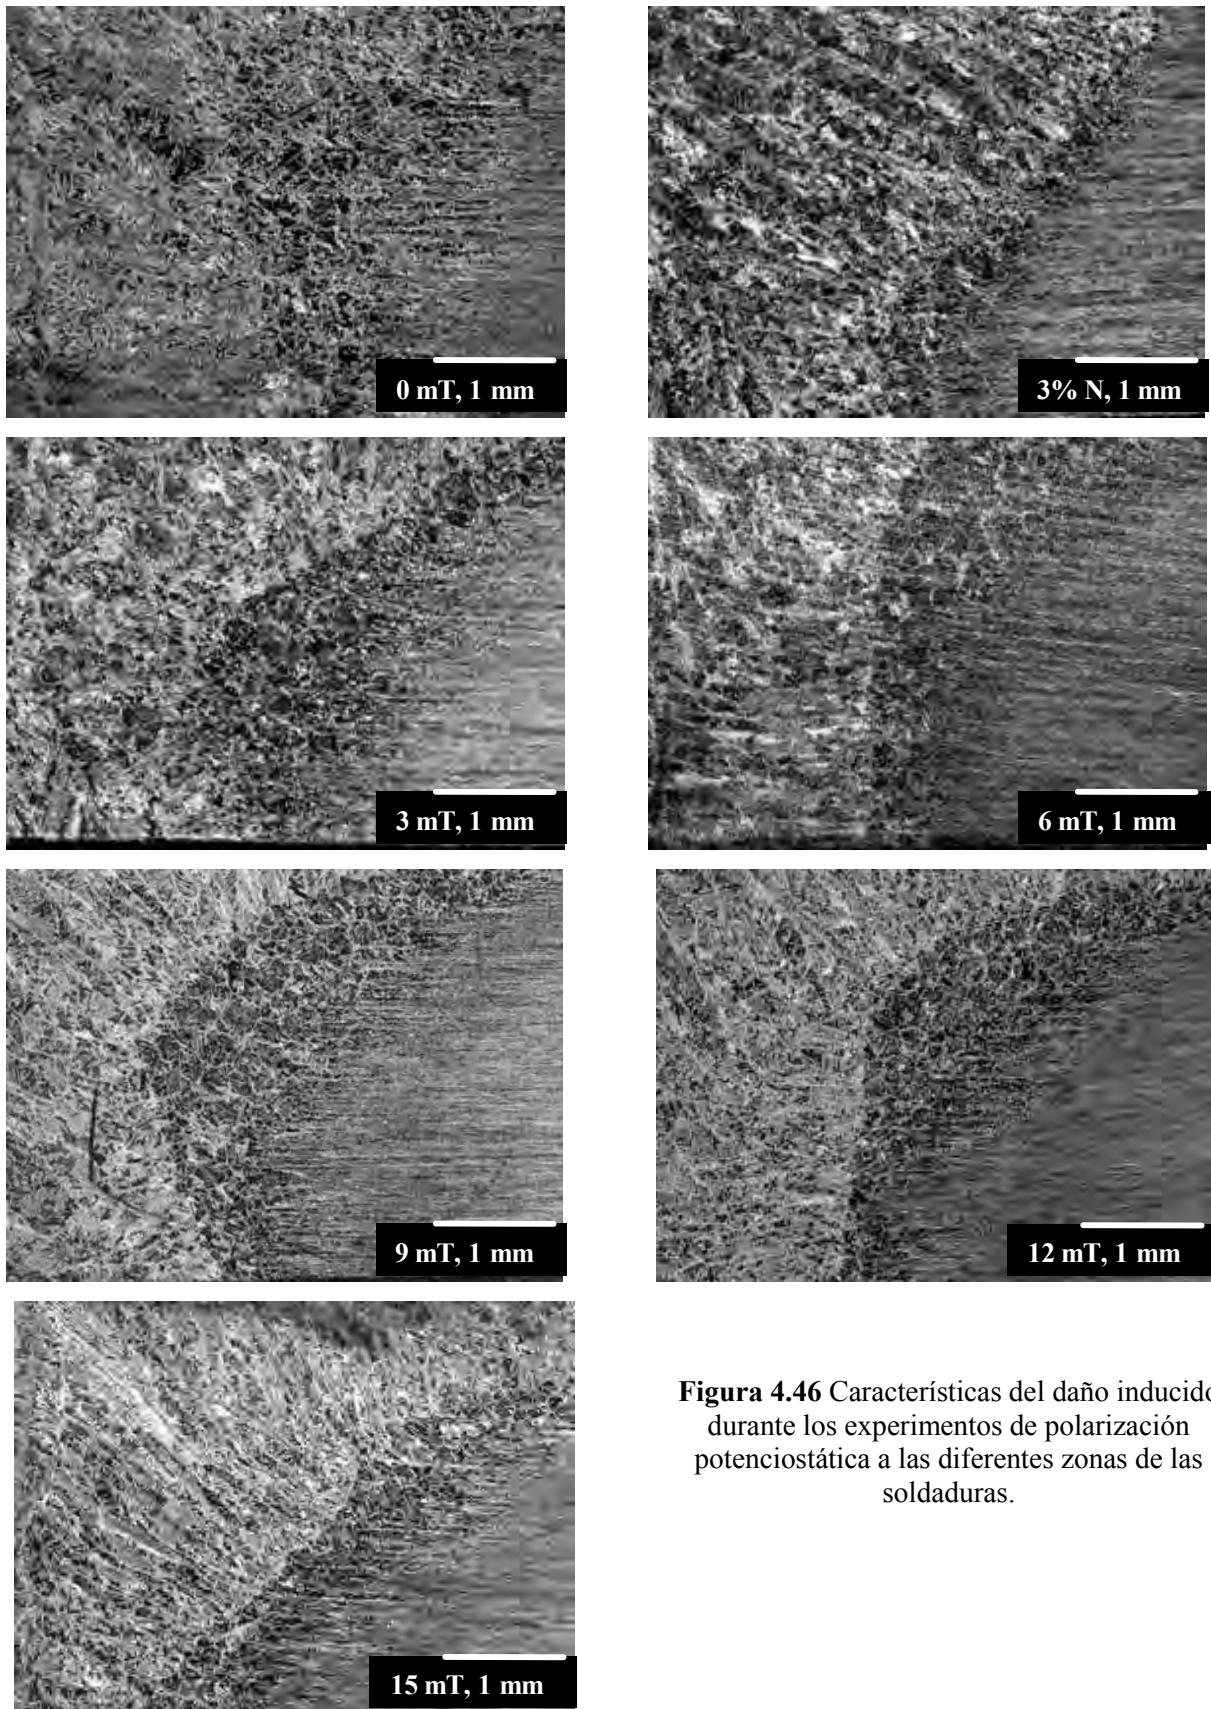 0 mT, 1 mm
3% N, 1 mm
3 mT, 1 mm
6 mT, 1 mm
9 mT, 1 mm
12 mT, 1 mm
15 mT, 1 mm
Figura 4.46 Características del daño inducido
durante los experimentos de polarización
potenciostática a las diferentes zonas de las
soldaduras.